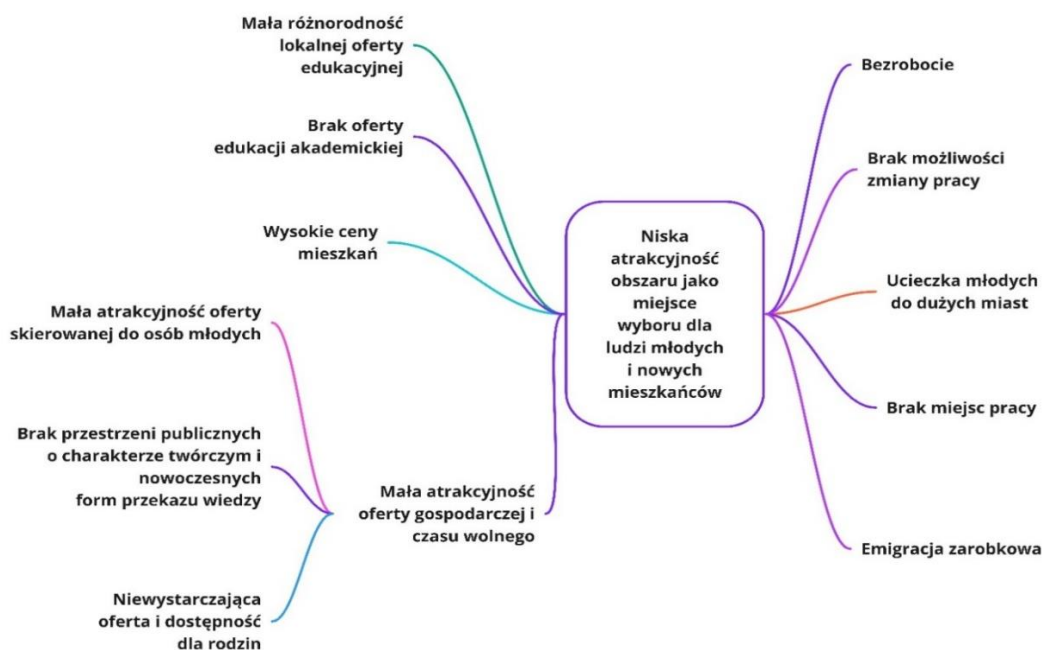 Mała różnorodność
lokalnej oferty
edukacyjnej
Brak oferty
edukacji akademickiej
Wysokie ceny
mieszkań
Mała atrakcyjność oferty
skierowanej do osób młodych
Brak przestrzeni publicznych
o charakterze twórczym i
nowoczesnych
form przekazu wiedzy
Niewystarczająca
oferta i dostępność
dla rodzin
Mała atrakcyjność
oferty gospodarczej i
czasu wolnego
Niska
atrakcyjność
obszaru jako
miejsce
wyboru dla
ludzi młodych
i nowych
mieszkańców
Bezrobocie
Brak możliwości
zmiany pracy
Ucieczka młodych
do dużych miast
Brak miejsc pracy
Emigracja zarobkowa